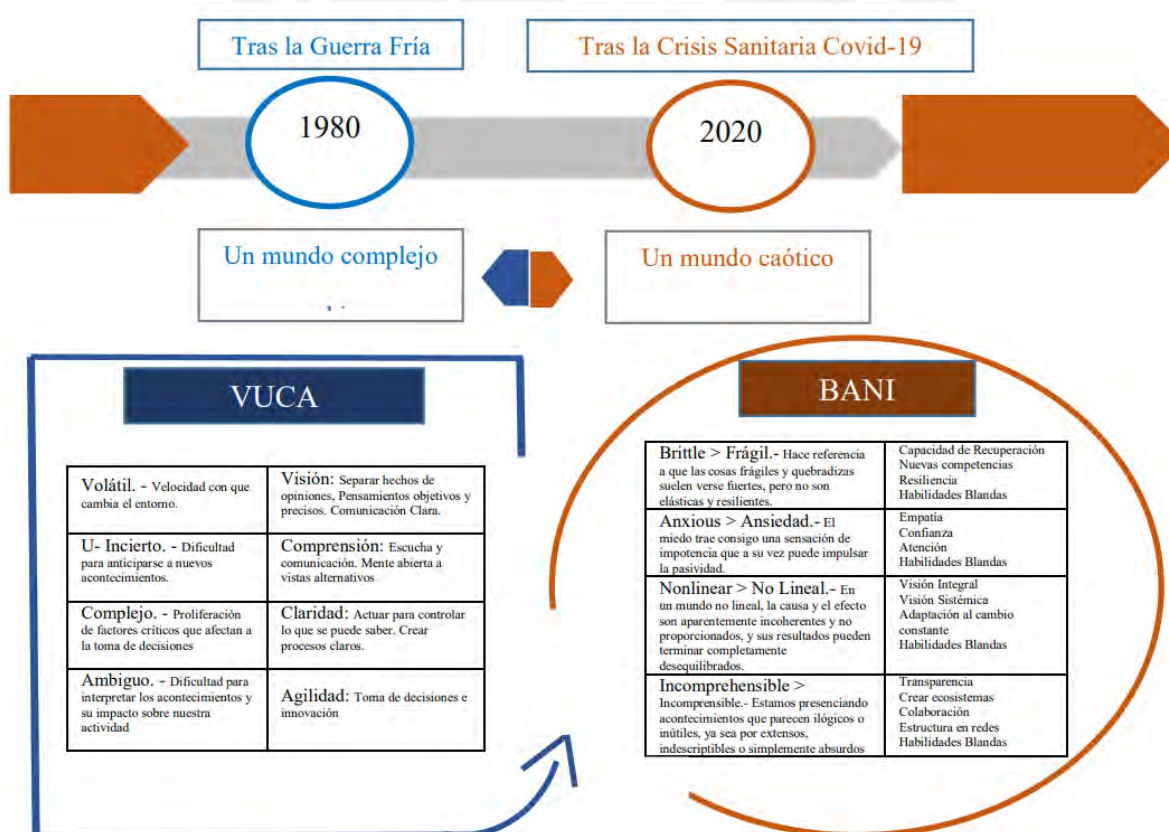 Tras la Guerra Fría
Tras la Crisis Sanitaria Covid-19
1980
2020
Un mundo complejo
Un mundo caótico
VUCA
Volátil. - Velocidad con que
cambia el entorno.
Visión: Separar hechos de
opiniones, Pensamientos objetivos y
precisos. Comunicación Clara.
U- Incierto. - Dificultad
para anticiparse a nuevos
acontecimientos.
Comprensión: Escucha y
comunicación. Mente abierta a
vistas alternativos
Complejo. - Proliferación
de factores críticos que afectan a
la toma de decisiones
Claridad: Actuar para controlar
lo que se puede saber. Crear
procesos claros.
Ambiguo. - Dificultad para
interpretar los acontecimientos y
su impacto sobre nuestra
actividad
Agilidad: Toma de decisiones e
innovación
BANI
Brittle > Frágil.- Hace referencia
a que las cosas frágiles y quebradizas
suelen verse fuertes, pero no son
elásticas y resilientes.
Capacidad de Recuperación
Nuevas competencias
Resiliencia
Habilidades Blandas
Anxious > Ansiedad.- El
miedo trae consigo una sensación de
impotencia que a su vez puede impulsar
la pasividad.
Empatía
Confianza
Atención
Habilidades Blandas
Nonlinear > No Lineal.- En
un mundo no lineal, la causa y el efecto
son aparentemente incoherentes y no
proporcionados, y sus resultados pueden
terminar completamente
desequilibrados.
Visión Integral
Visión Sistémica
Adaptación al cambio
constante
Habilidades Blandas
Incomprehensible >
Incomprensible.- Estamos presenciando
acontecimientos que parecen ilógicos o
inútiles, ya sea por extensos,
indescriptibles o simplemente absurdos
Transparencia
Crear ecosistemas
Colaboración
Estructura en redes
Habilidades Blandas